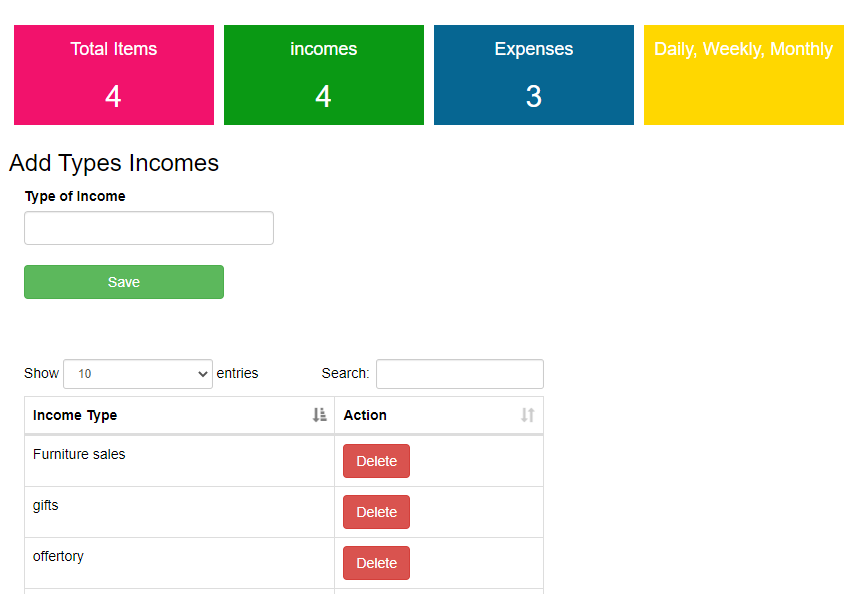 Total Items
4
incomes
4
Expenses
3
Daily, Weekly, Monthly
Add Types Incomes
Type of Income
Save
Show 10 entries
Search:
Income Type Action
Furniture sales Delete
gifts Delete
offertory Delete